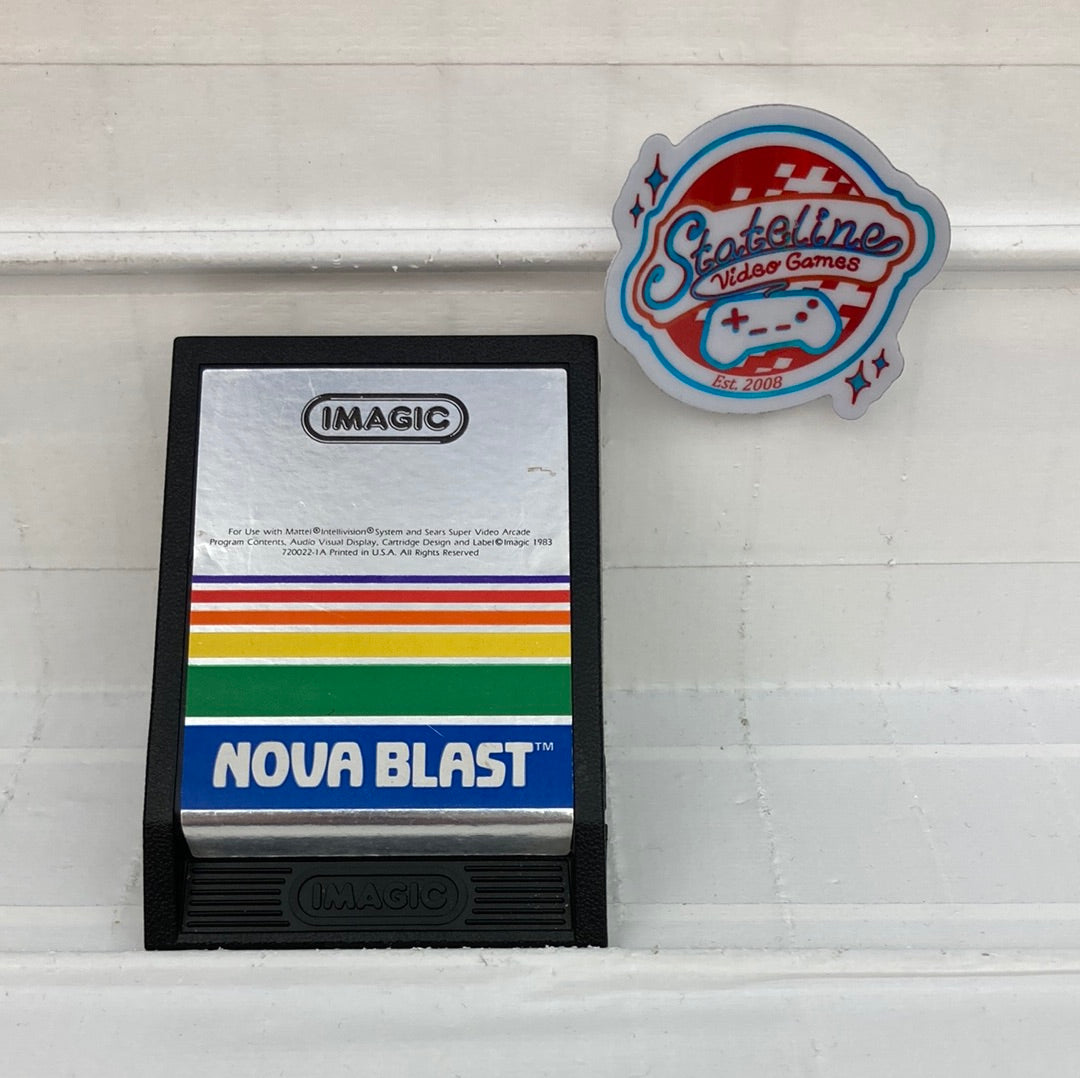 Stateline
Video Games
Est. 2008
IMAGIC
For Use with Mattel®Intellivision®System and Sears Super Video Arcade
Program Contents, Audio Visual Display, Cartridge Design and Label©Imagic 1983
720022-1A Printed in U.S.A. All Rights Reserved
NOVA BLAST™
IMAGIC